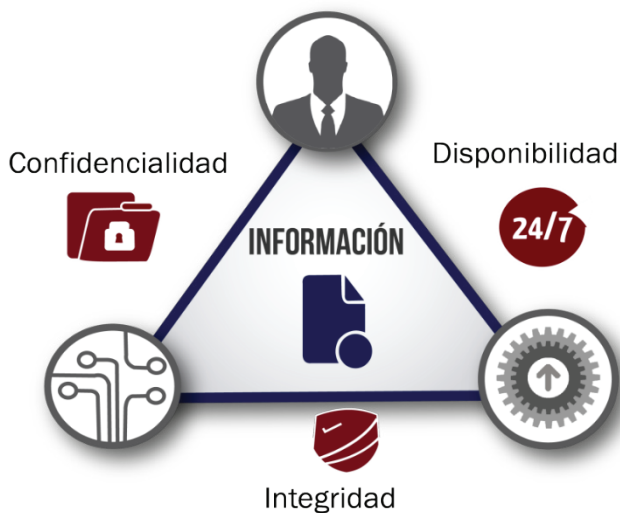 Confidencialidad
Disponibilidad
24/7
INFORMACIÓN
Integridad